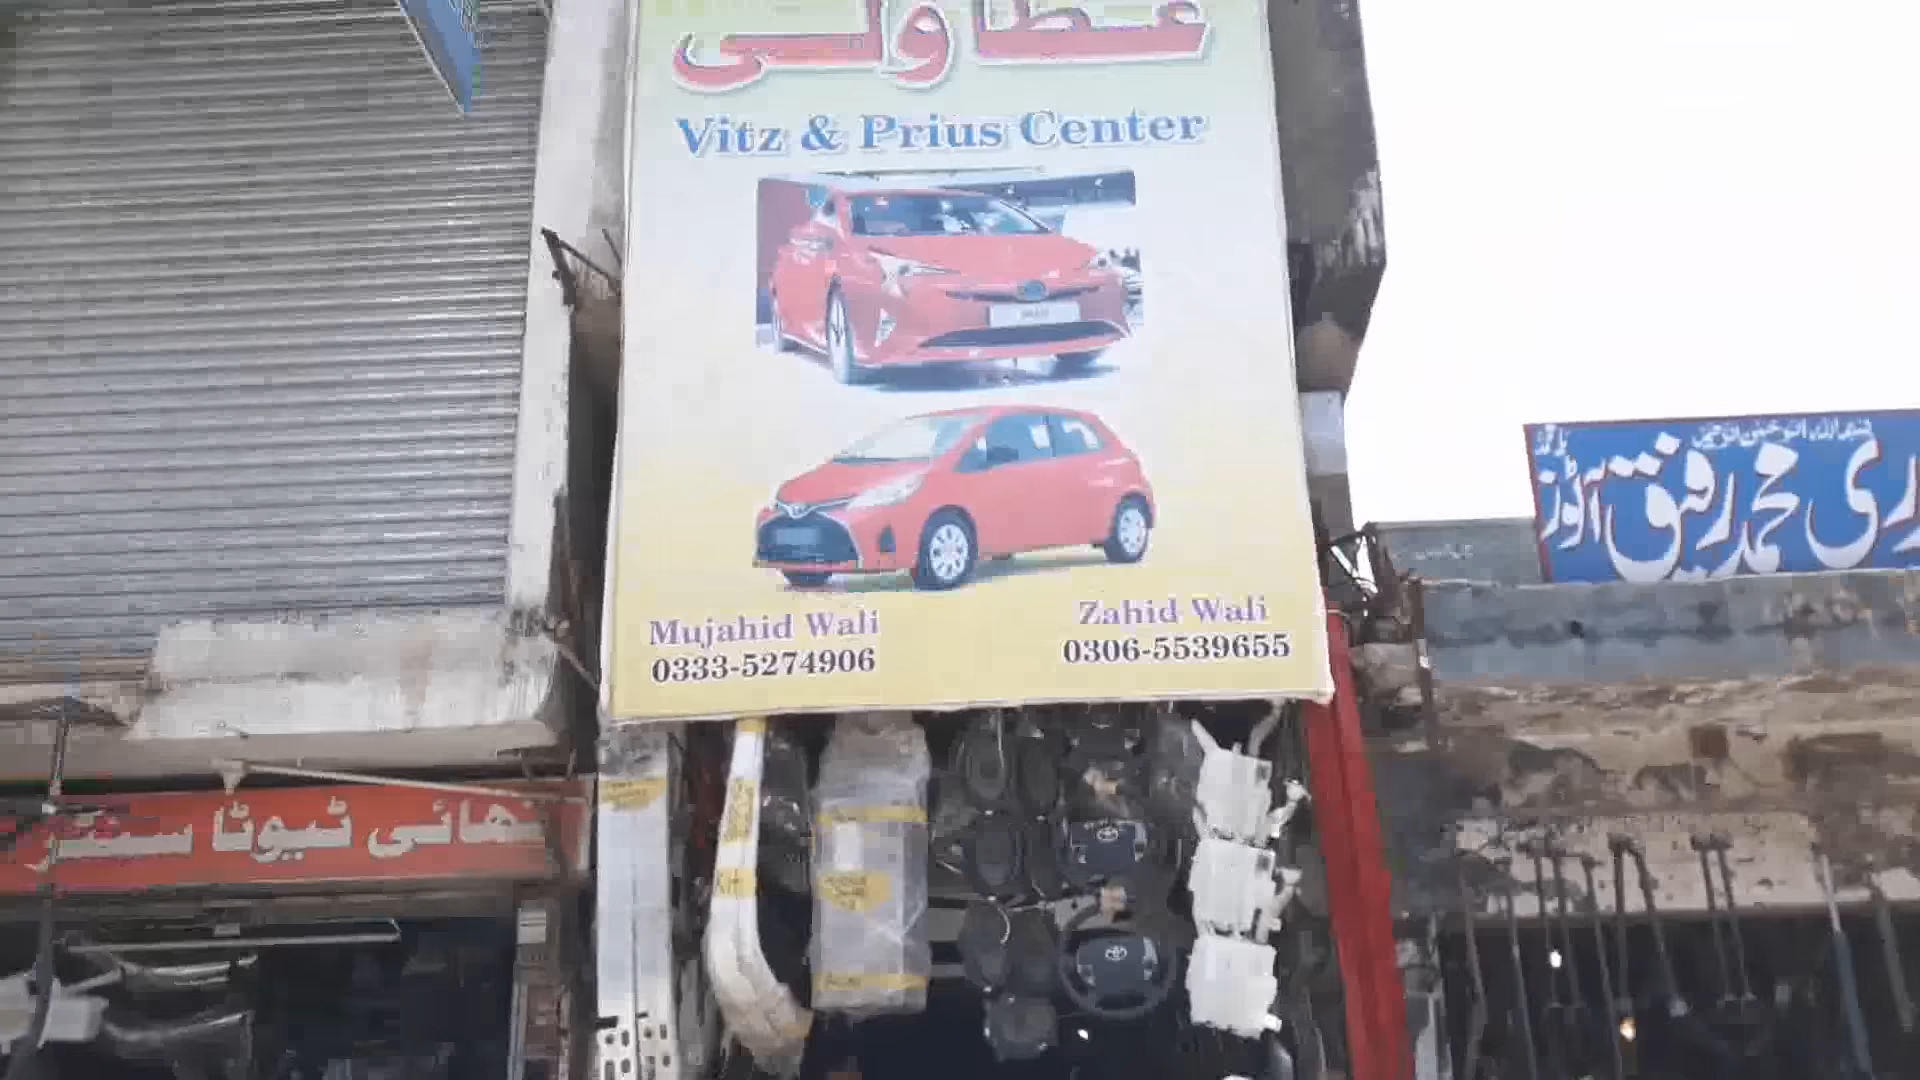 عطا ولی
Vitz & Prius Center
Mujahid Wali
0333-5274906
Zahid Wali
0306-5539655
محمد رفیق آٹوز
بھائی ٹیوٹا سنٹر